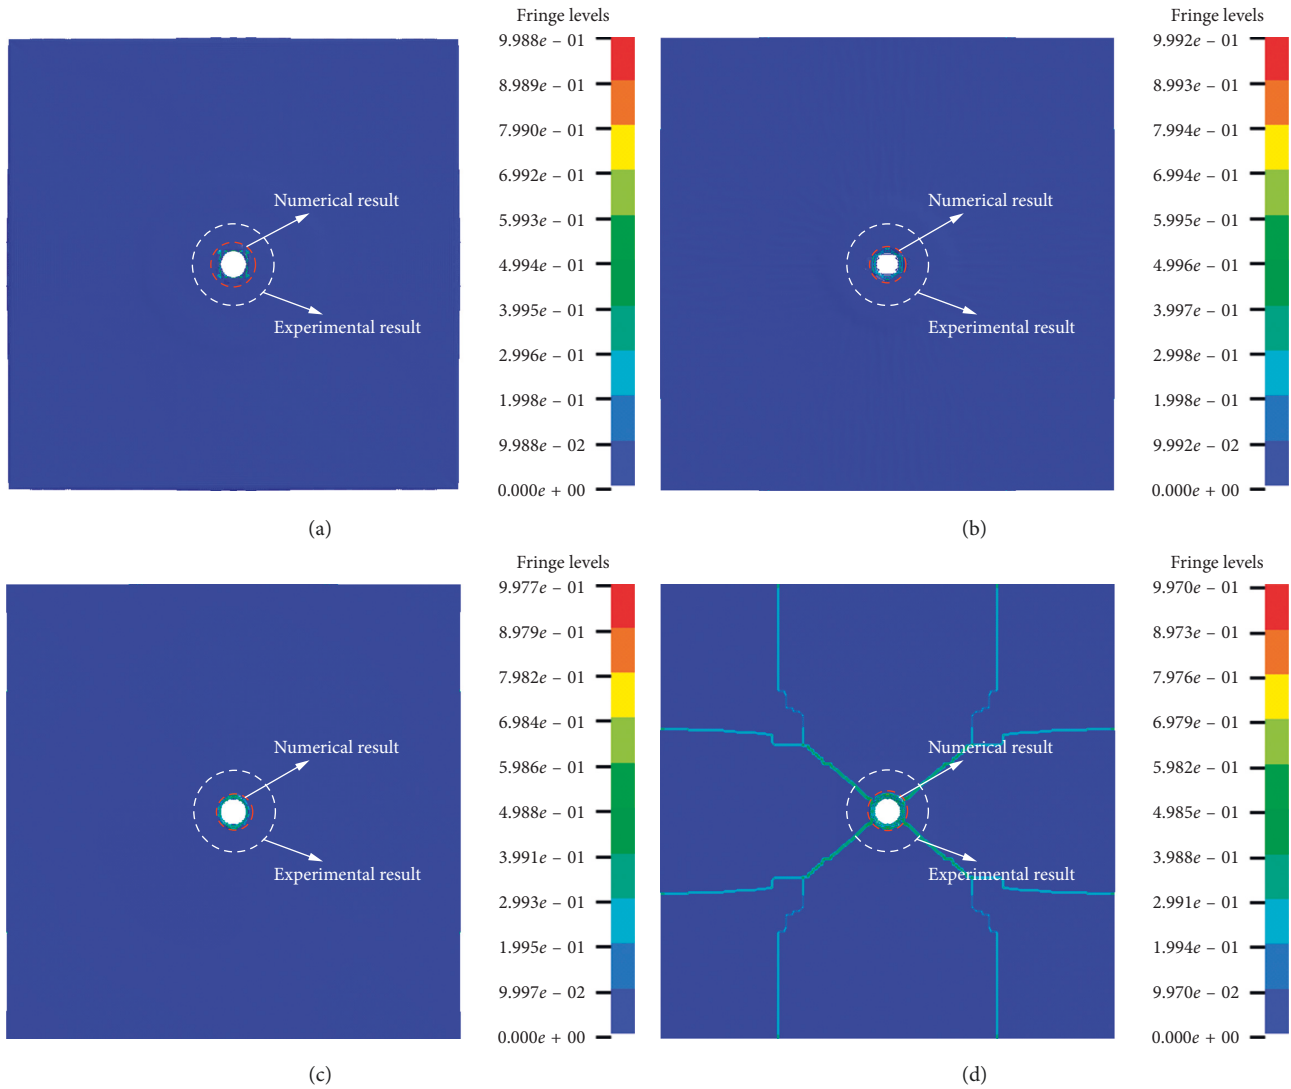 Fringe levels
9.988e – 01
8.989e – 01
7.990e – 01
6.992e – 01
5.993e – 01
4.994e – 01
3.995e – 01
2.996e – 01
1.998e – 01
9.988e – 02
0.000e + 00
Numerical result
Experimental result
(a)
Fringe levels
9.992e – 01
8.993e – 01
7.994e – 01
6.994e – 01
5.995e – 01
4.996e – 01
3.997e – 01
2.998e – 01
1.998e – 01
9.992e – 02
0.000e + 00
Numerical result
Experimental result
(b)
Fringe levels
9.977e – 01
8.979e – 01
7.982e – 01
6.984e – 01
5.986e – 01
4.988e – 01
3.991e – 01
2.993e – 01
1.995e – 01
9.997e – 02
0.000e + 00
Numerical result
Experimental result
(c)
Fringe levels
9.970e – 01
8.973e – 01
7.976e – 01
6.979e – 01
5.982e – 01
4.985e – 01
3.988e – 01
2.991e – 01
1.994e – 01
9.970e – 02
0.000e + 00
Numerical result
Experimental result
(d)